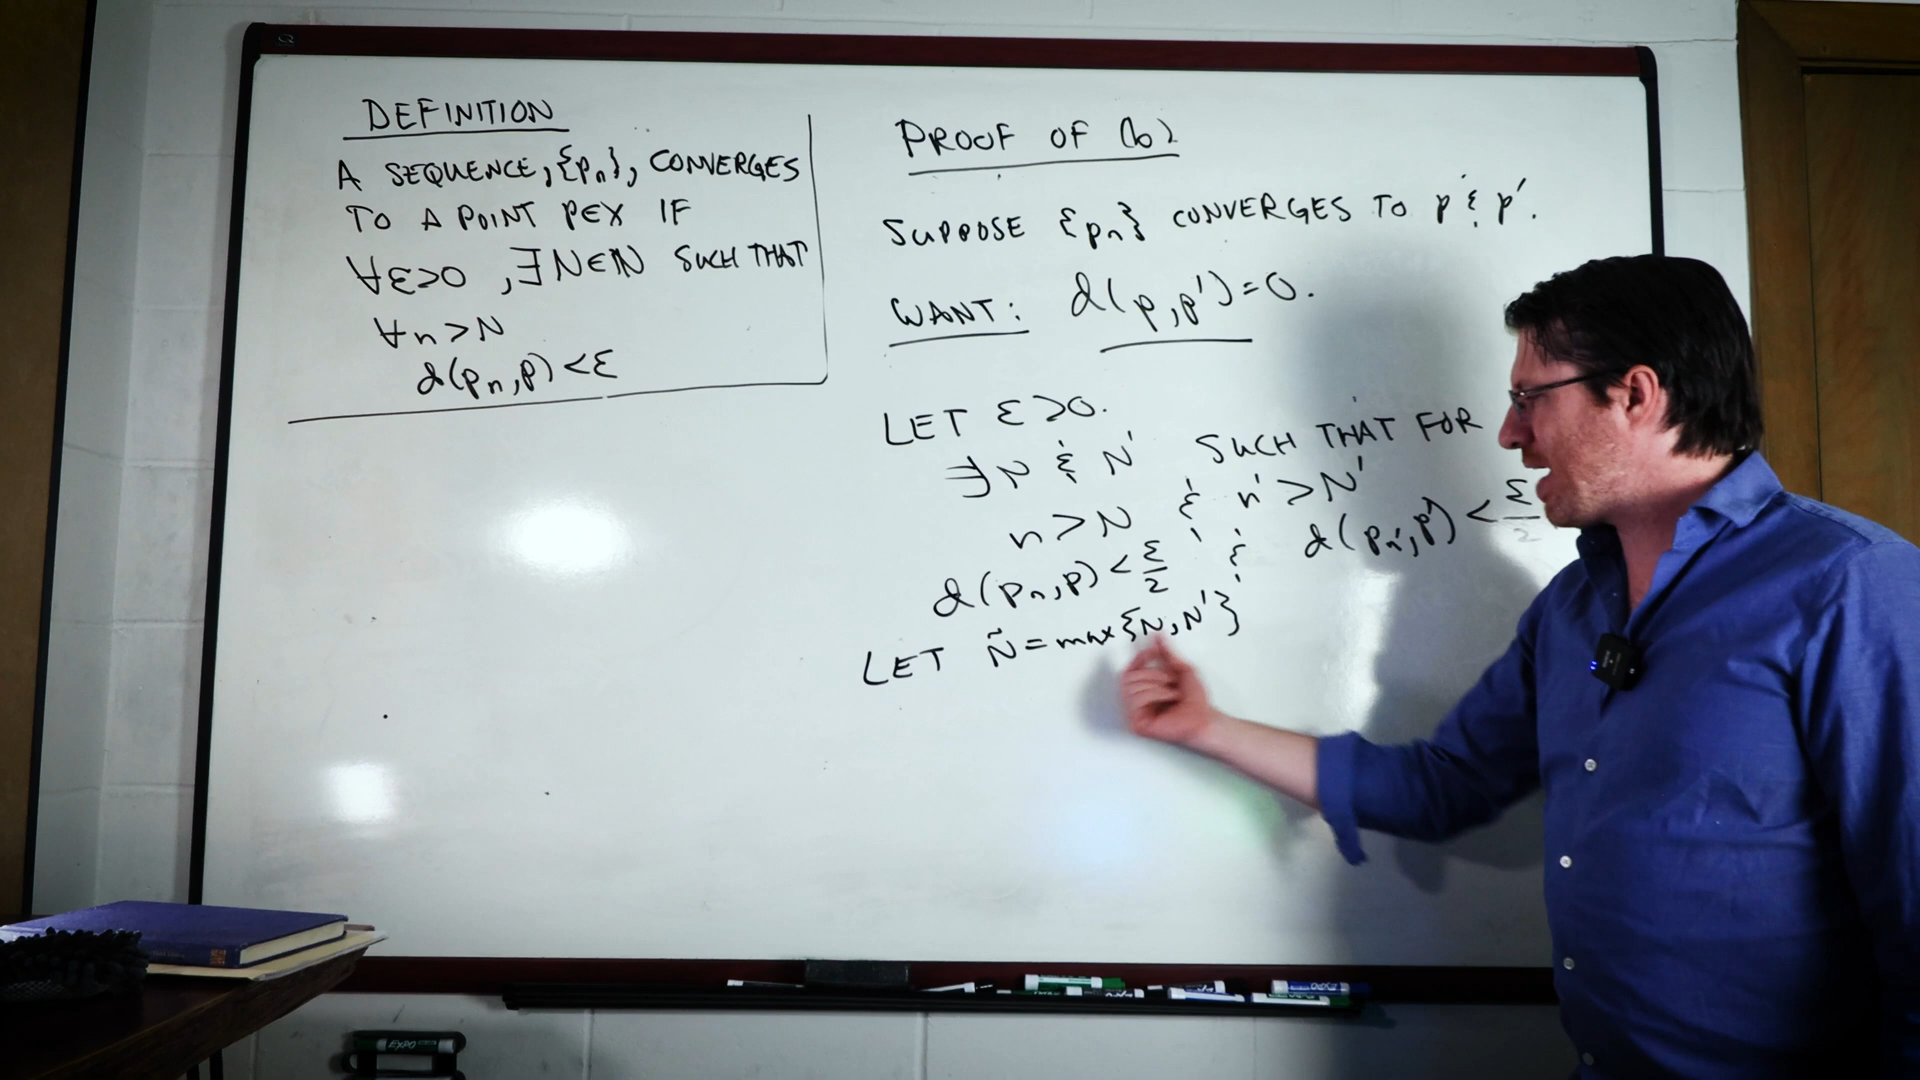 DEFINITION
A SEQUENCE, {pₙ}, CONVERGES
TO A POINT p∈X IF
∀ε>0, ∃N∈ℕ SUCH THAT
∀n>N
d(pₙ,p)<ε
PROOF OF (b)
SUPPOSE {pₙ} CONVERGES TO p & p'.
WANT: d(p,p')=0.
LET ε>0.
∃N & N' SUCH THAT FOR
n>N & n'>N'
d(pₙ,p)<ε/2 & d(pₙ',p')<ε/2
LET Ñ=max{N,N'}
EXPO